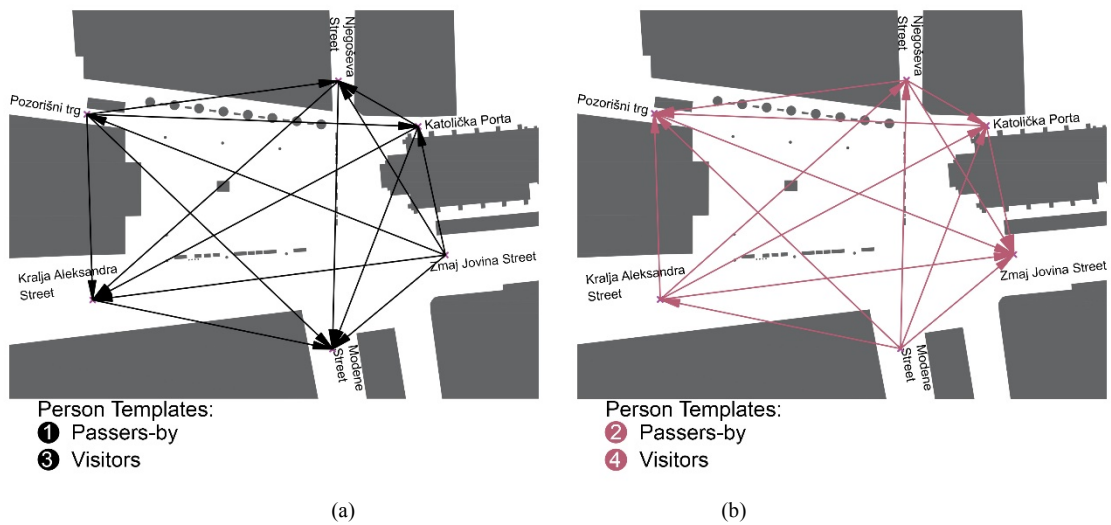 Njegoševa
Street
Pozorišni trg
Katolička Porta
Kralja Aleksandra
Street
Zmaj Jovina Street
Modene
Street
Person Templates:
1 Passers-by
3 Visitors
(a)
Njegoševa
Street
Pozorišni trg
Katolička Porta
Kralja Aleksandra
Street
Zmaj Jovina Street
Modene
Street
Person Templates:
2 Passers-by
4 Visitors
(b)